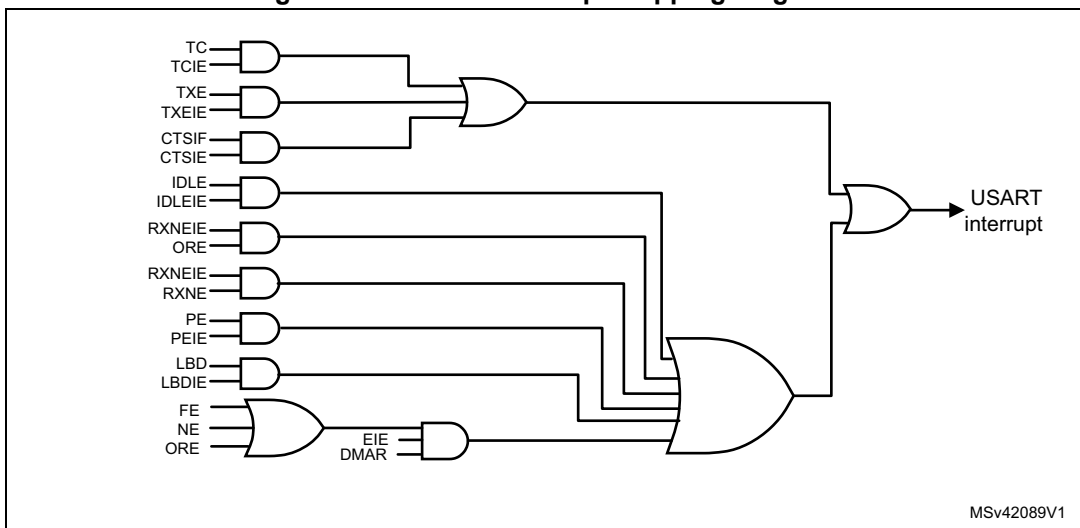 TC
TCIE
TXE
TXEIE
CTSIF
CTSIE
IDLE
IDLEIE
RXNEIE
ORE
RXNEIE
RXNE
PE
PEIE
LBD
LBDIE
FE
NE
ORE
EIE
DMAR
USART
interrupt
MSv42089V1